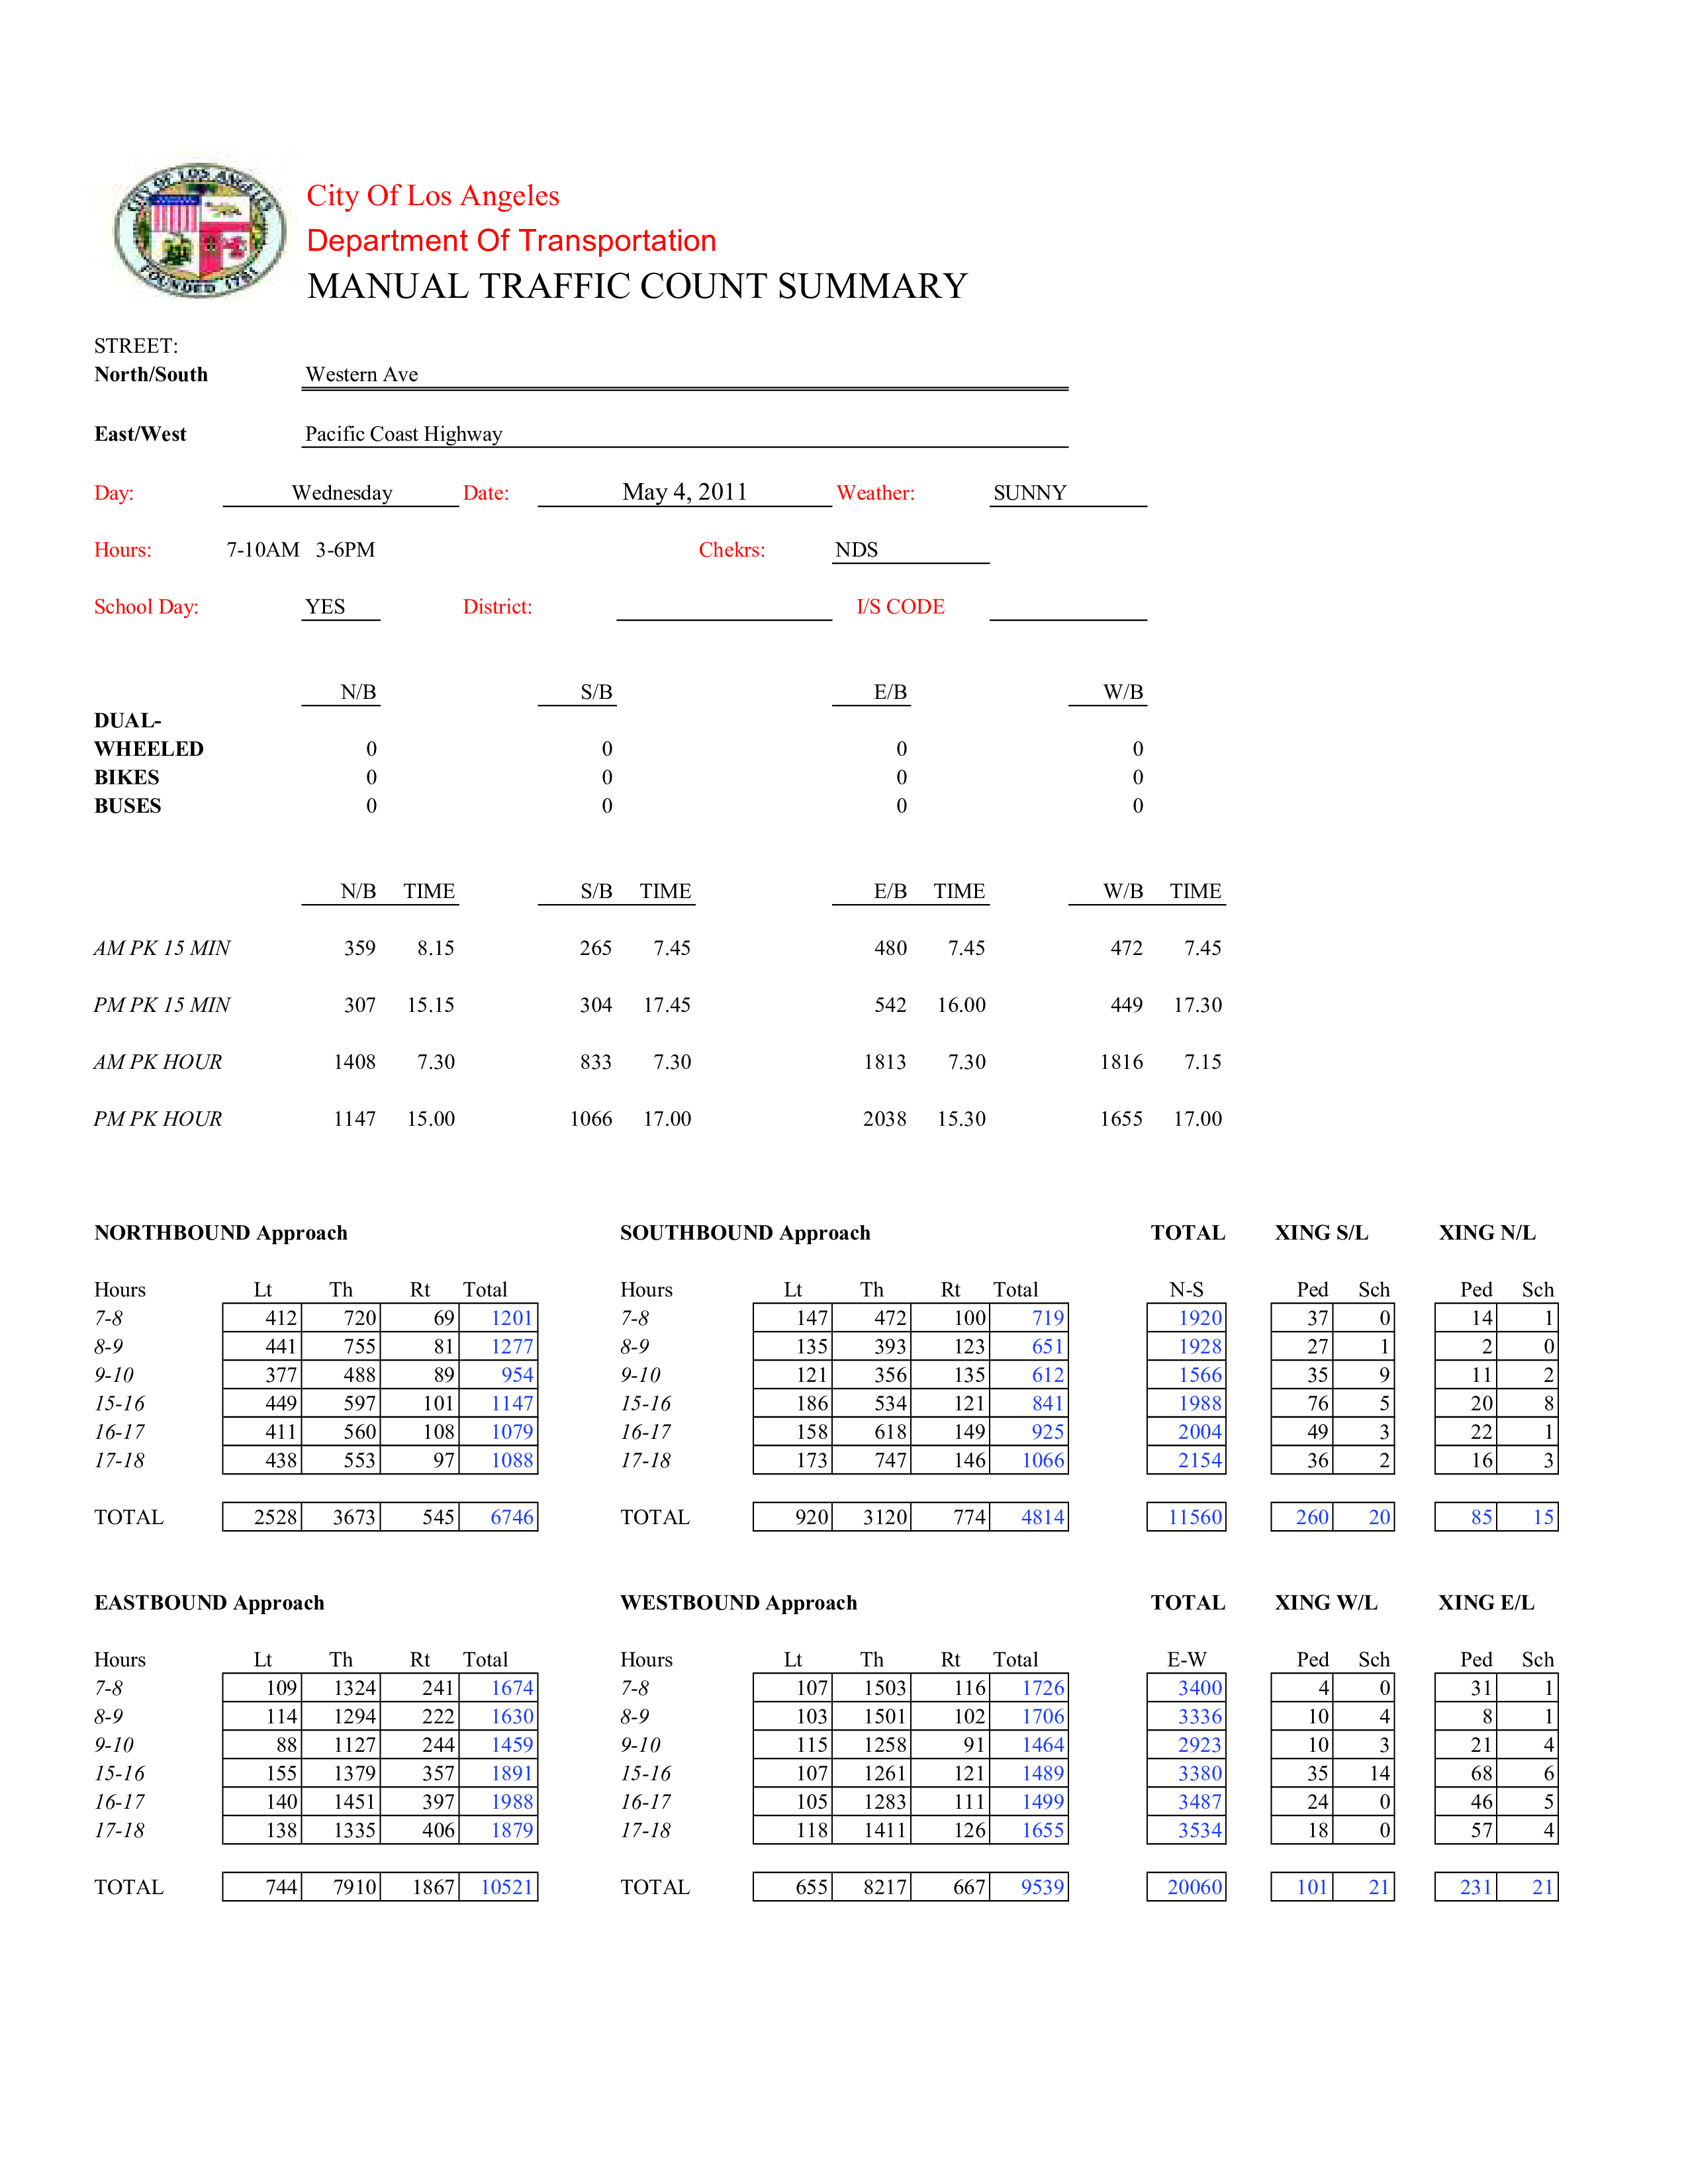 CITY OF LOS ANGELES
FOUNDED 1781
City Of Los Angeles
Department Of Transportation
MANUAL TRAFFIC COUNT SUMMARY
STREET:
North/South Western Ave
East/West Pacific Coast Highway
Day: Wednesday Date: May 4, 2011 Weather: SUNNY
Hours: 7-10AM 3-6PM Chekrs: NDS
School Day: YES District: I/S CODE
N/B S/B E/B W/B
DUAL-
WHEELED 0 0 0 0
BIKES 0 0 0 0
BUSES 0 0 0 0
N/B TIME S/B TIME E/B TIME W/B TIME
AM PK 15 MIN 359 8.15 265 7.45 480 7.45 472 7.45
PM PK 15 MIN 307 15.15 304 17.45 542 16.00 449 17.30
AM PK HOUR 1408 7.30 833 7.30 1813 7.30 1816 7.15
PM PK HOUR 1147 15.00 1066 17.00 2038 15.30 1655 17.00
NORTHBOUND Approach SOUTHBOUND Approach TOTAL XING S/L XING N/L
Hours Lt Th Rt Total Hours Lt Th Rt Total N-S Ped Sch Ped Sch
7-8 412 720 69 1201 7-8 147 472 100 719 1920 37 0 14 1
8-9 441 755 81 1277 8-9 135 393 123 651 1928 27 1 2 0
9-10 377 488 89 954 9-10 121 356 135 612 1566 35 9 11 2
15-16 449 597 101 1147 15-16 186 534 121 841 1988 76 5 20 8
16-17 411 560 108 1079 16-17 158 618 149 925 2004 49 3 22 1
17-18 438 553 97 1088 17-18 173 747 146 1066 2154 36 2 16 3
TOTAL 2528 3673 545 6746 TOTAL 920 3120 774 4814 11560 260 20 85 15
EASTBOUND Approach WESTBOUND Approach TOTAL XING W/L XING E/L
Hours Lt Th Rt Total Hours Lt Th Rt Total E-W Ped Sch Ped Sch
7-8 109 1324 241 1674 7-8 107 1503 116 1726 3400 4 0 31 1
8-9 114 1294 222 1630 8-9 103 1501 102 1706 3336 10 4 8 1
9-10 88 1127 244 1459 9-10 115 1258 91 1464 2923 10 3 21 4
15-16 155 1379 357 1891 15-16 107 1261 121 1489 3380 35 14 68 6
16-17 140 1451 397 1988 16-17 105 1283 111 1499 3487 24 0 46 5
17-18 138 1335 406 1879 17-18 118 1411 126 1655 3534 18 0 57 4
TOTAL 744 7910 1867 10521 TOTAL 655 8217 667 9539 20060 101 21 231 21